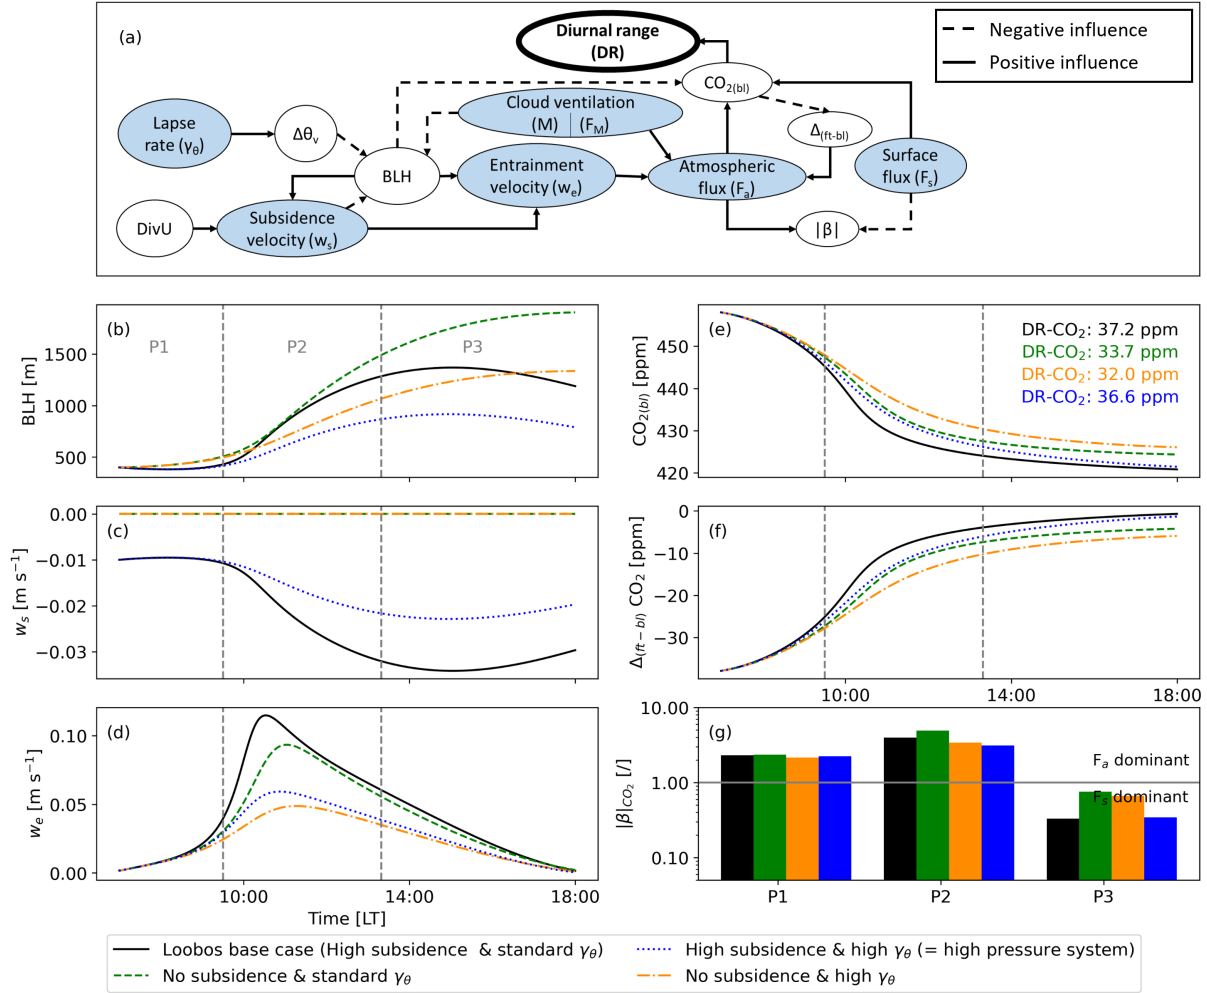 (a)
Diurnal range
(DR)
Negative influence
Positive influence
CO2(bl)
Cloud ventilation
(M) | (FM)
Lapse
rate (γθ)
Δθv
Δ(ft-bl)
BLH
Entrainment
velocity (we)
Atmospheric
flux (Fa)
Surface
flux (Fs)
DivU
Subsidence
velocity (ws)
|β|
(b)
P1
P2
P3
BLH [m]
1500
1000
500
(e)
DR-CO2: 37.2 ppm
DR-CO2: 33.7 ppm
DR-CO2: 32.0 ppm
DR-CO2: 36.6 ppm
CO2(bl) [ppm]
450
440
430
420
(c)
ws [m s−1]
0.00
−0.01
−0.02
−0.03
(f)
Δ(ft−bl) CO2 [ppm]
0
−10
−20
−30
10:00
14:00
18:00
(d)
we [m s−1]
0.10
0.05
0.00
10:00
14:00
18:00
Time [LT]
(g)
|β|CO2 [/]
10.00
1.00
0.10
Fa dominant
Fs dominant
P1
P2
P3
Loobos base case (High subsidence & standard γθ)
No subsidence & standard γθ
High subsidence & high γθ (= high pressure system)
No subsidence & high γθ